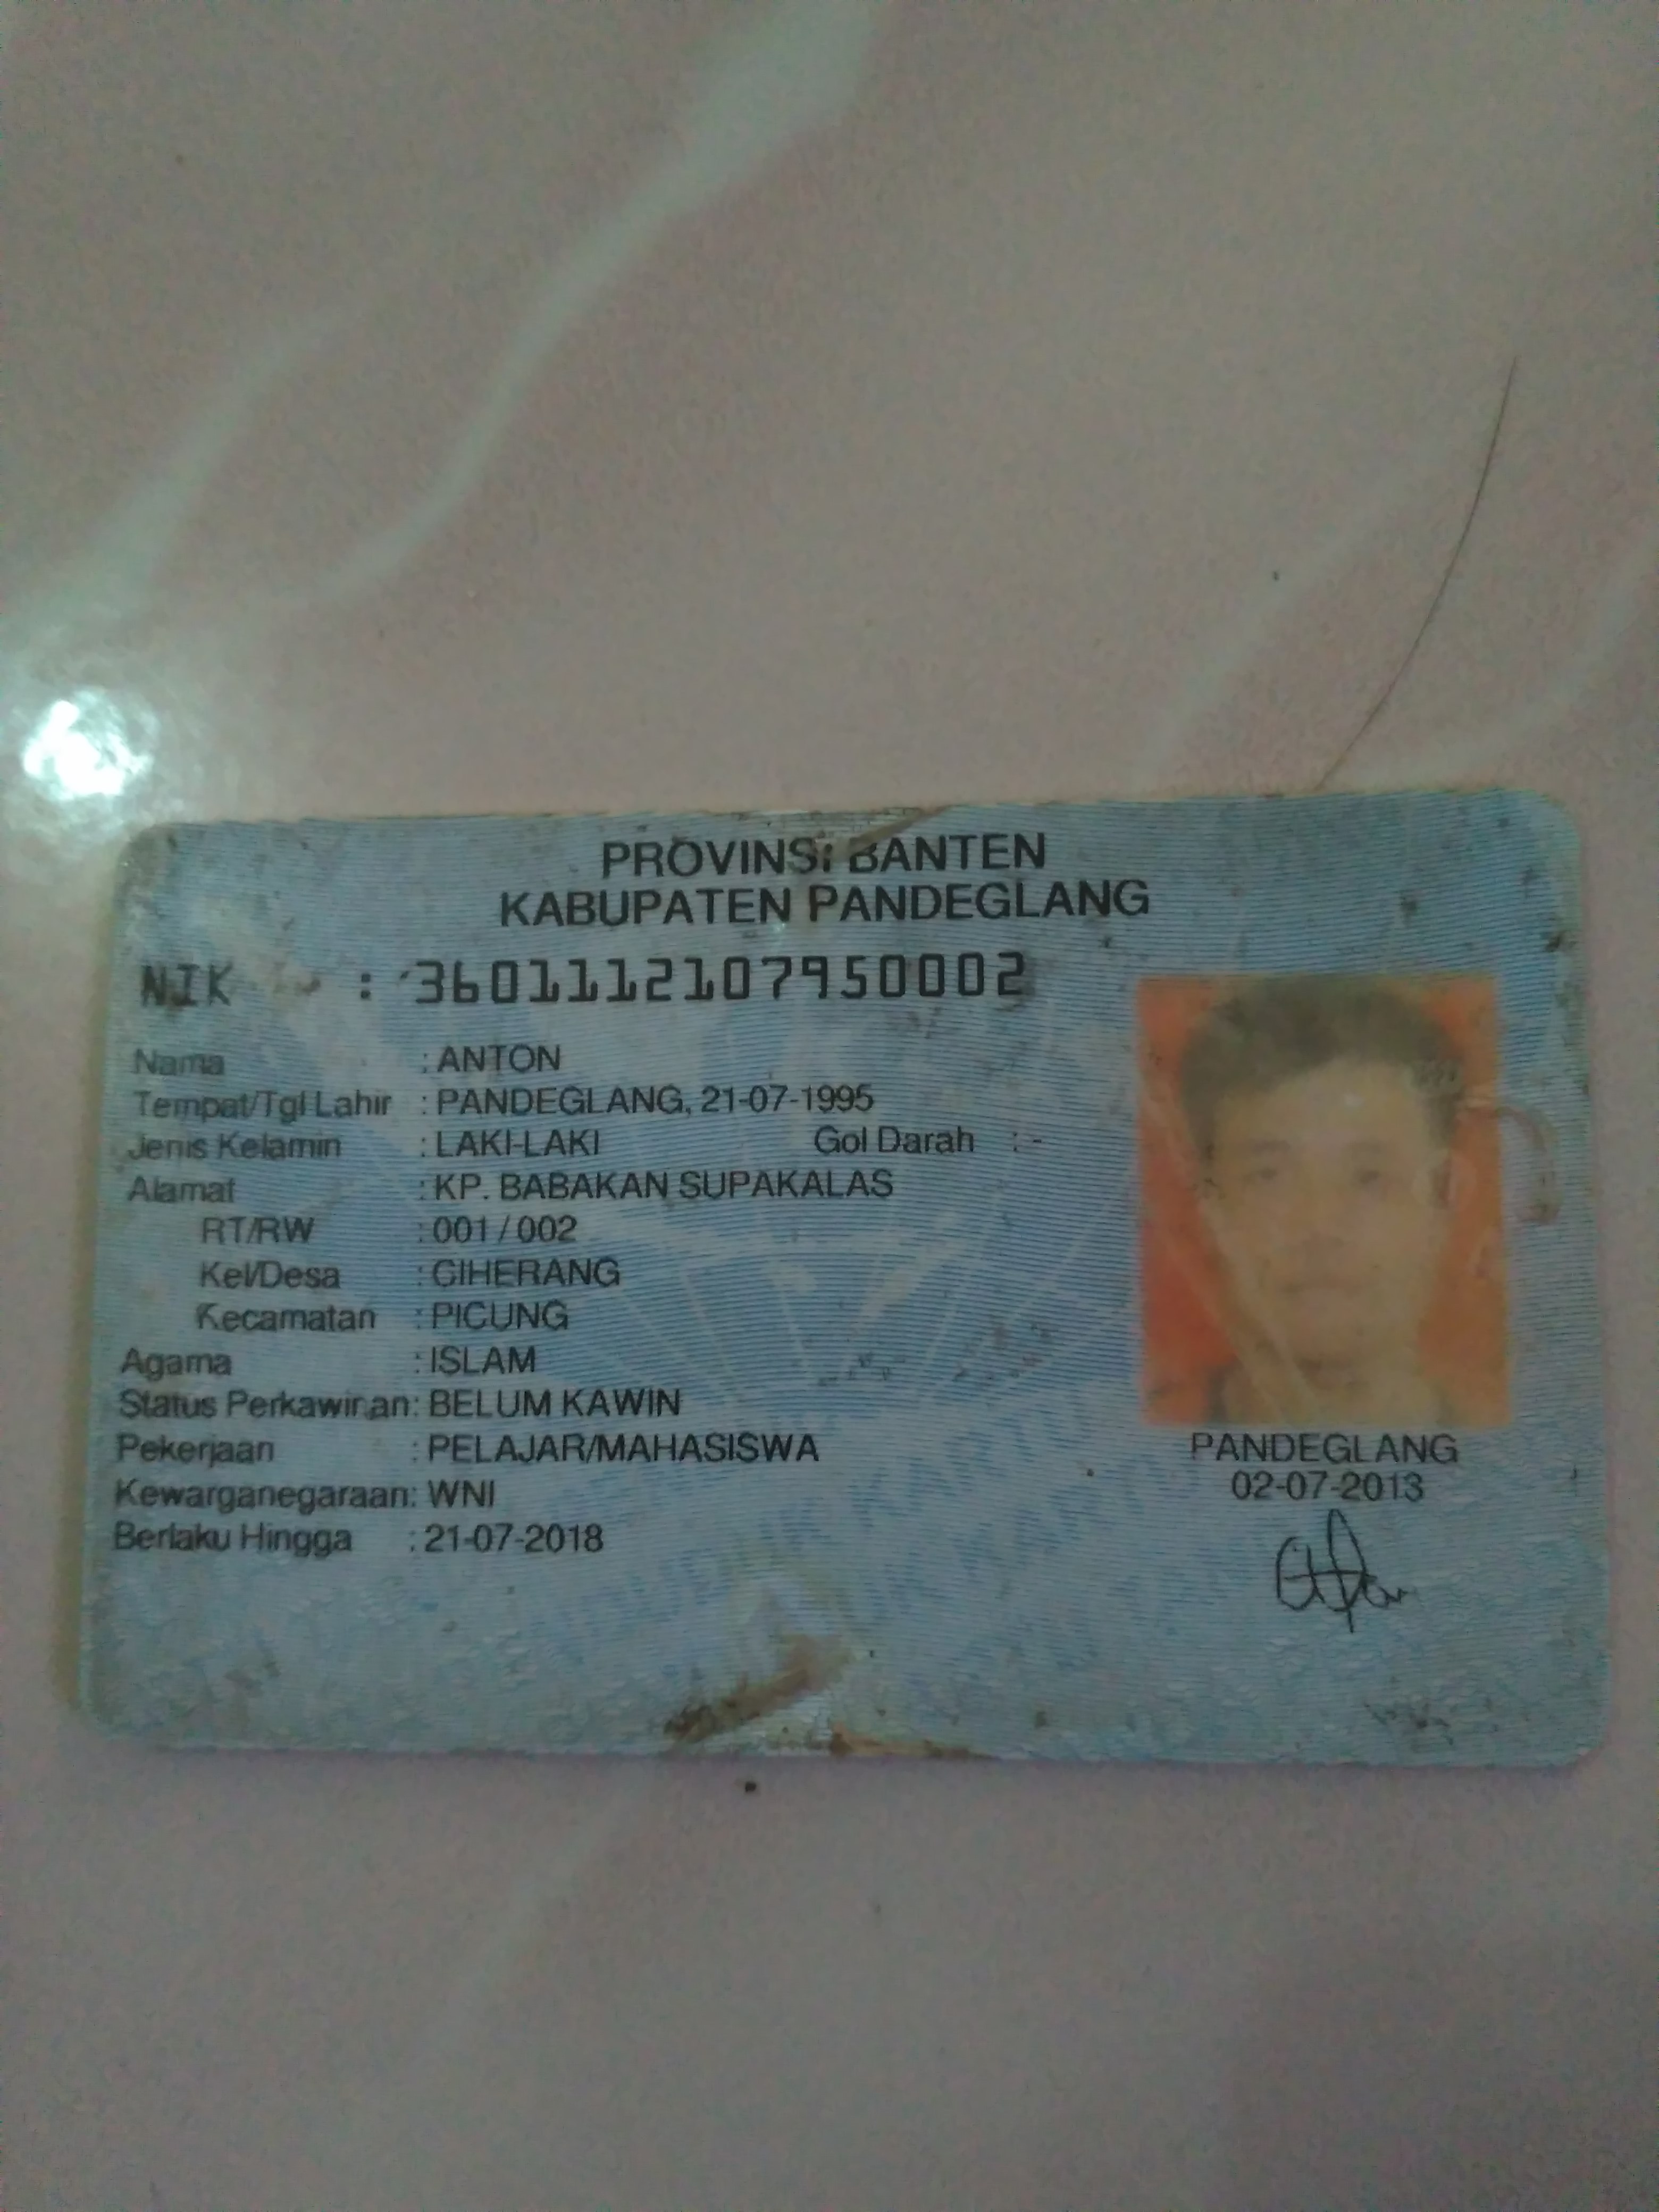 PROVINSI BANTEN
KABUPATEN PANDEGLANG
NIK : 3601112107950002
Nama : ANTON
Tempat/Tgl Lahir : PANDEGLANG, 21-07-1995
Jenis Kelamin : LAKI-LAKI Gol Darah : -
Alamat : KP. BABAKAN SUPAKALAS
RT/RW : 001 / 002
Kel/Desa : CIHERANG
Kecamatan : PICUNG
Agama : ISLAM
Status Perkawinan: BELUM KAWIN
Pekerjaan : PELAJAR/MAHASISWA
Kewarganegaraan: WNI
Berlaku Hingga : 21-07-2018
PANDEGLANG
02-07-2013